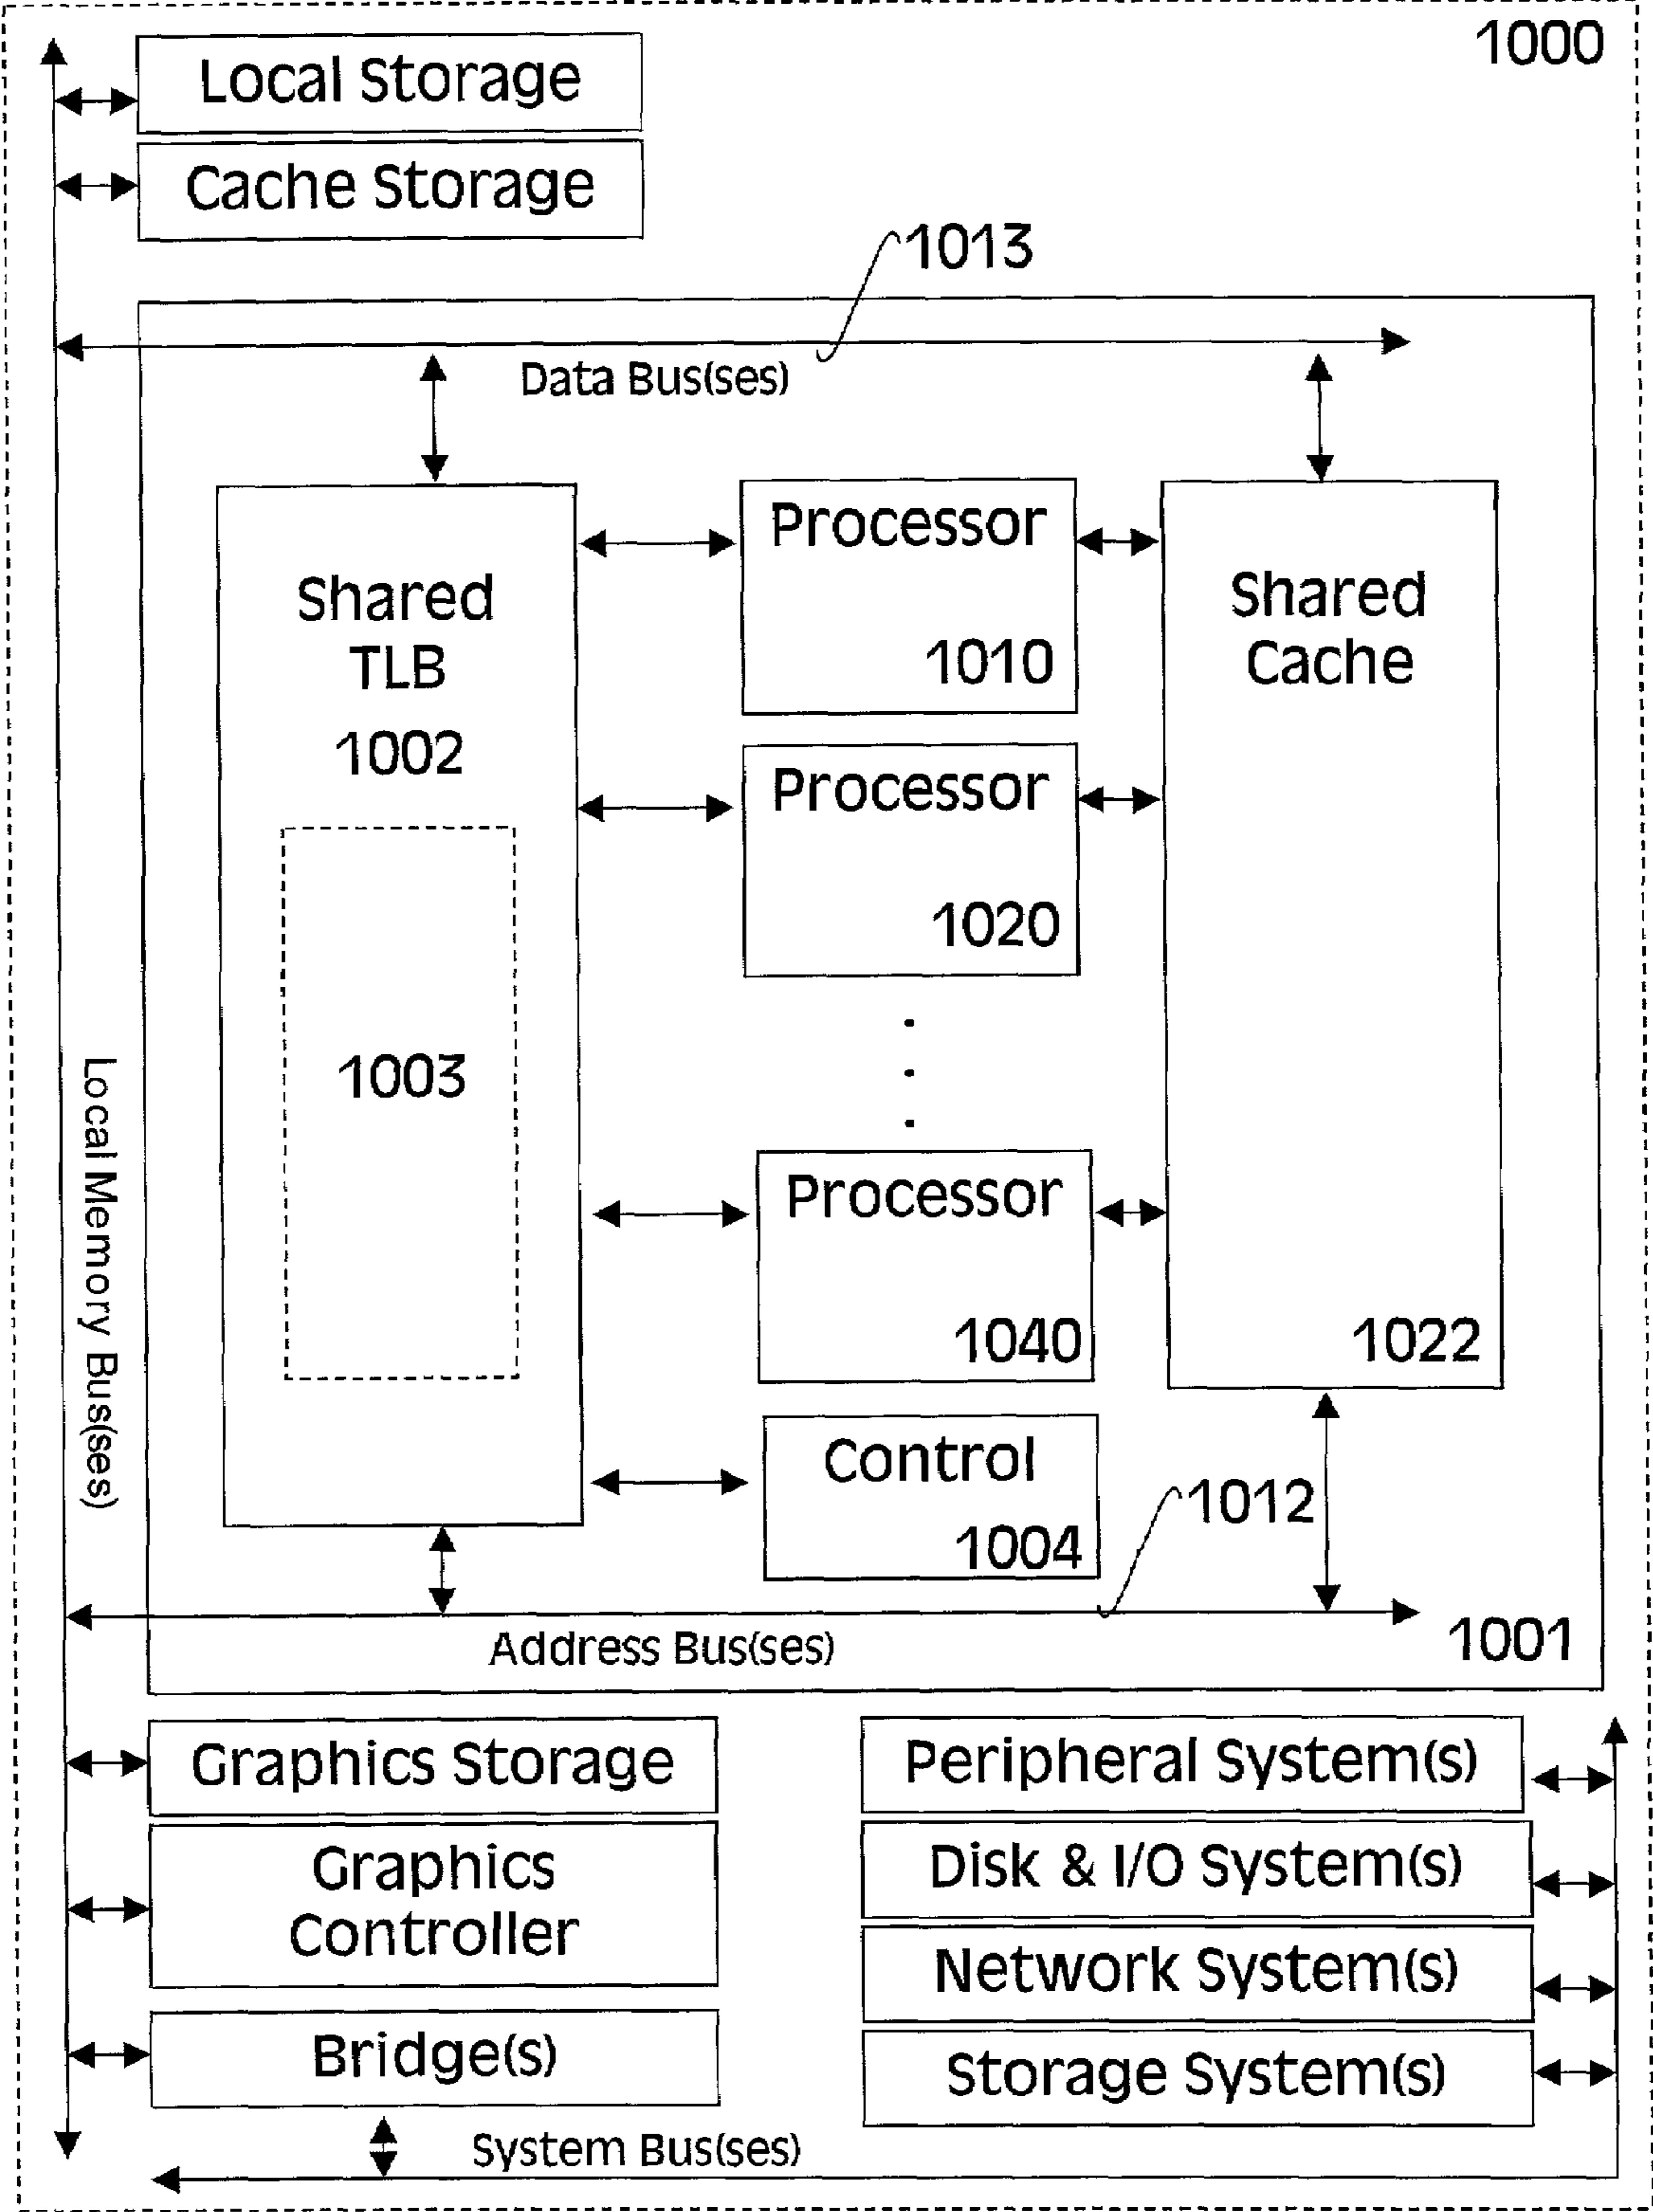 1000
Local Storage
Cache Storage
1013
Data Bus(ses)
Shared
TLB
1002
1003
Processor
1010
Processor
1020
Processor
1040
Control
1004
Shared
Cache
1022
1012
Address Bus(ses)
1001
Local Memory Bus(ses)
Graphics Storage
Graphics
Controller
Bridge(s)
Peripheral System(s)
Disk & I/O System(s)
Network System(s)
Storage System(s)
System Bus(ses)